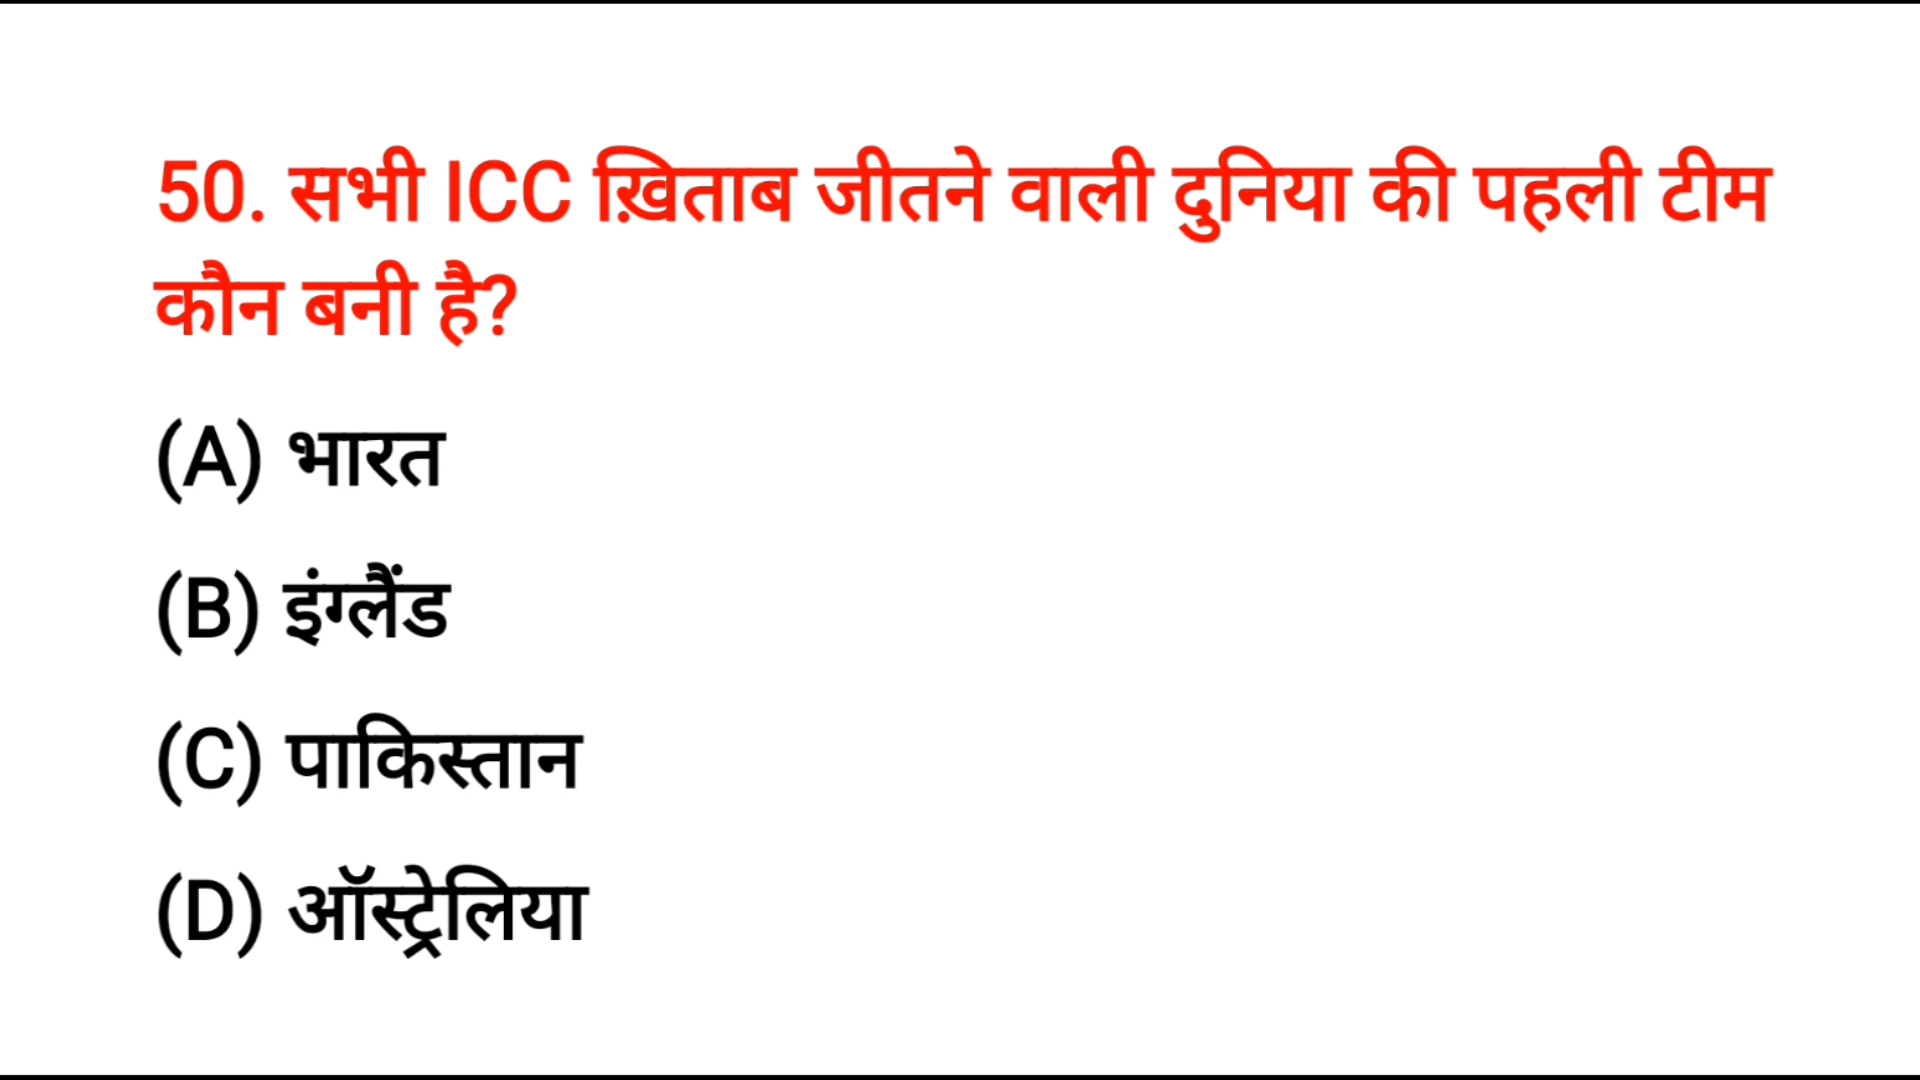 50. सभी ICC ख़िताब जीतने वाली दुनिया की पहली टीम
कौन बनी है?
(A) भारत
(B) इंग्लैंड
(C) पाकिस्तान
(D) ऑस्ट्रेलिया